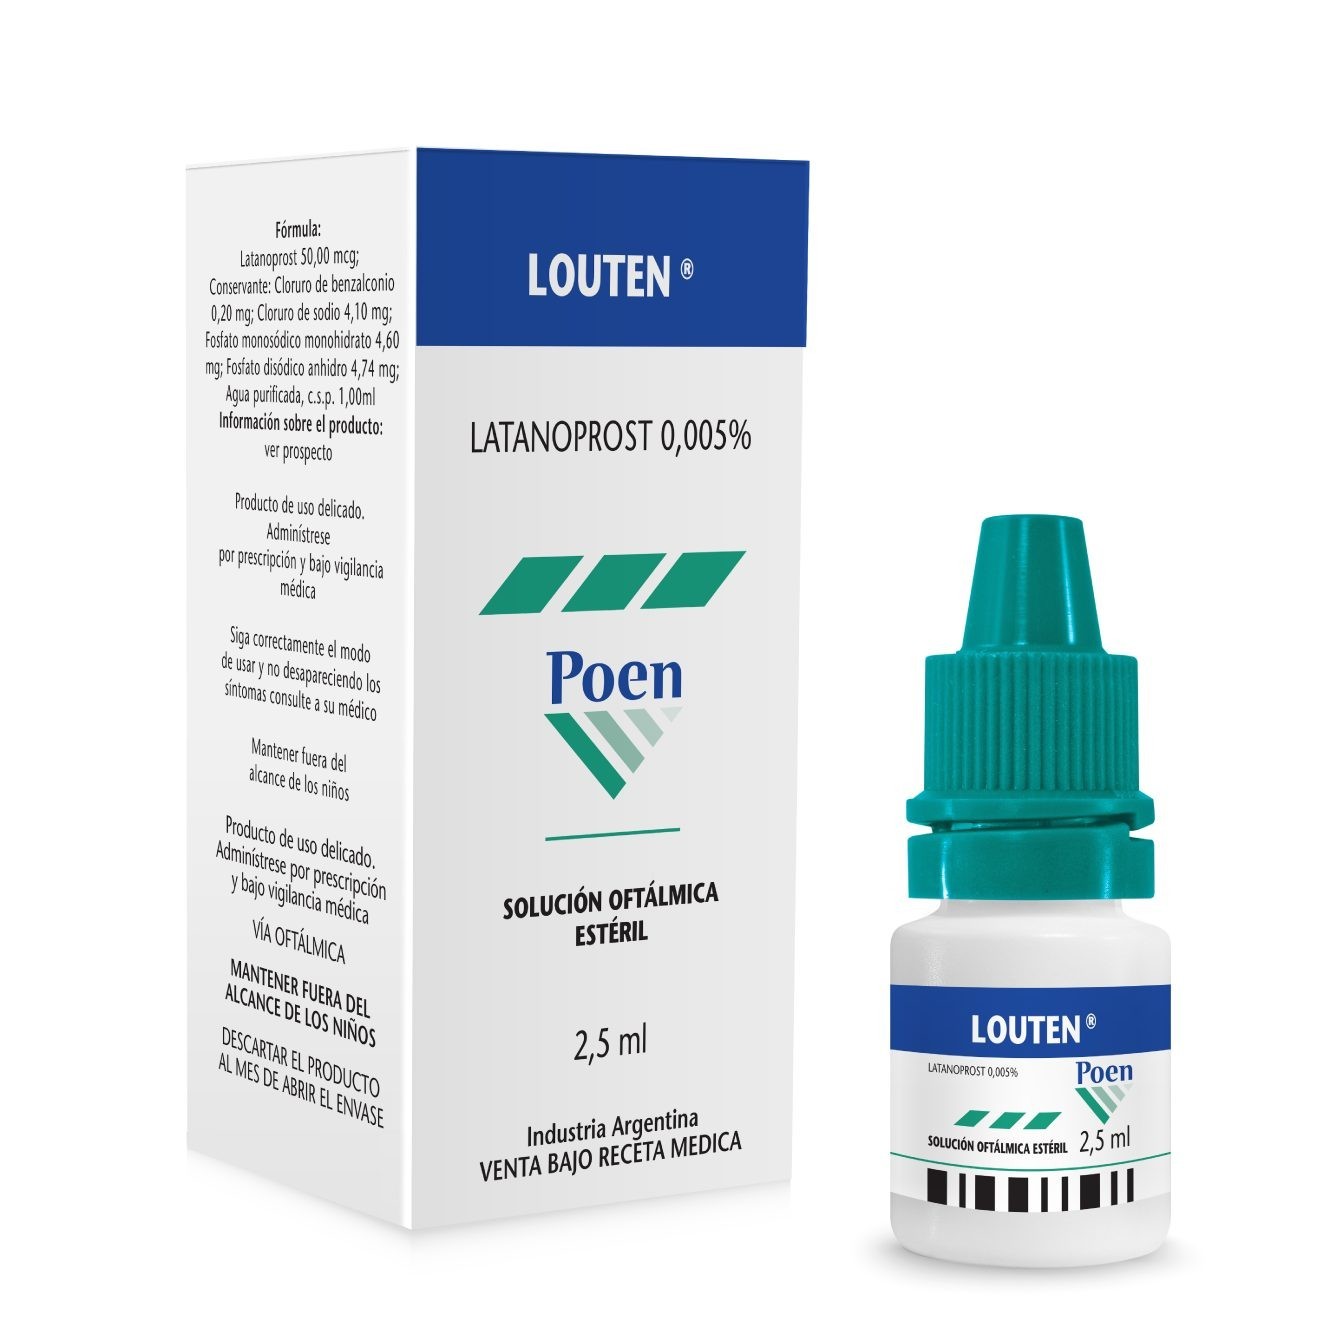 Fórmula:
Latanoprost 50,00 mcg;
Conservante: Cloruro de benzalconio
0,20 mg; Cloruro de sodio 4,10 mg;
Fosfato monosódico monohidrato 4,60
mg; Fosfato disódico anhidro 4,74 mg;
Agua purificada, c.s.p. 1,00ml
Información sobre el producto:
ver prospecto
Producto de uso delicado.
Adminístrese
por prescripción y bajo vigilancia
médica
Siga correctamente el modo
de usar y no desapareciendo los
síntomas consulte a su médico
Mantener fuera del
alcance de los niños
Producto de uso delicado.
Adminístrese por prescripción
y bajo vigilancia médica
VÍA OFTÁLMICA
MANTENER FUERA DEL
ALCANCE DE LOS NIÑOS
DESCARTAR EL PRODUCTO
AL MES DE ABRIR EL ENVASE
LOUTEN ®
LATANOPROST 0,005%
Poen
SOLUCIÓN OFTÁLMICA
ESTÉRIL
2,5 ml
Industria Argentina
VENTA BAJO RECETA MEDICA
LOUTEN ®
LATANOPROST 0,005%
Poen
SOLUCIÓN OFTÁLMICA ESTÉRIL 2,5 ml